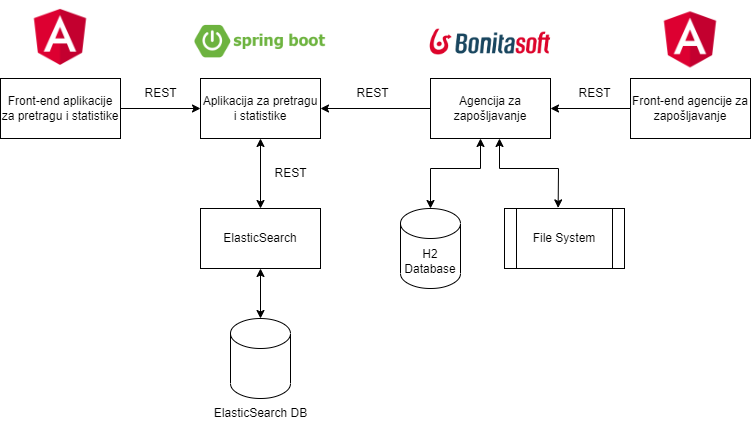 spring boot
Bonitasoft
Front-end aplikacije
za pretragu i statistike
REST
Aplikacija za pretragu
i statistike
REST
Agencija za
zapošljavanje
REST
Front-end agencije za
zapošljavanje
REST
ElasticSearch
H2
Database
File System
ElasticSearch DB